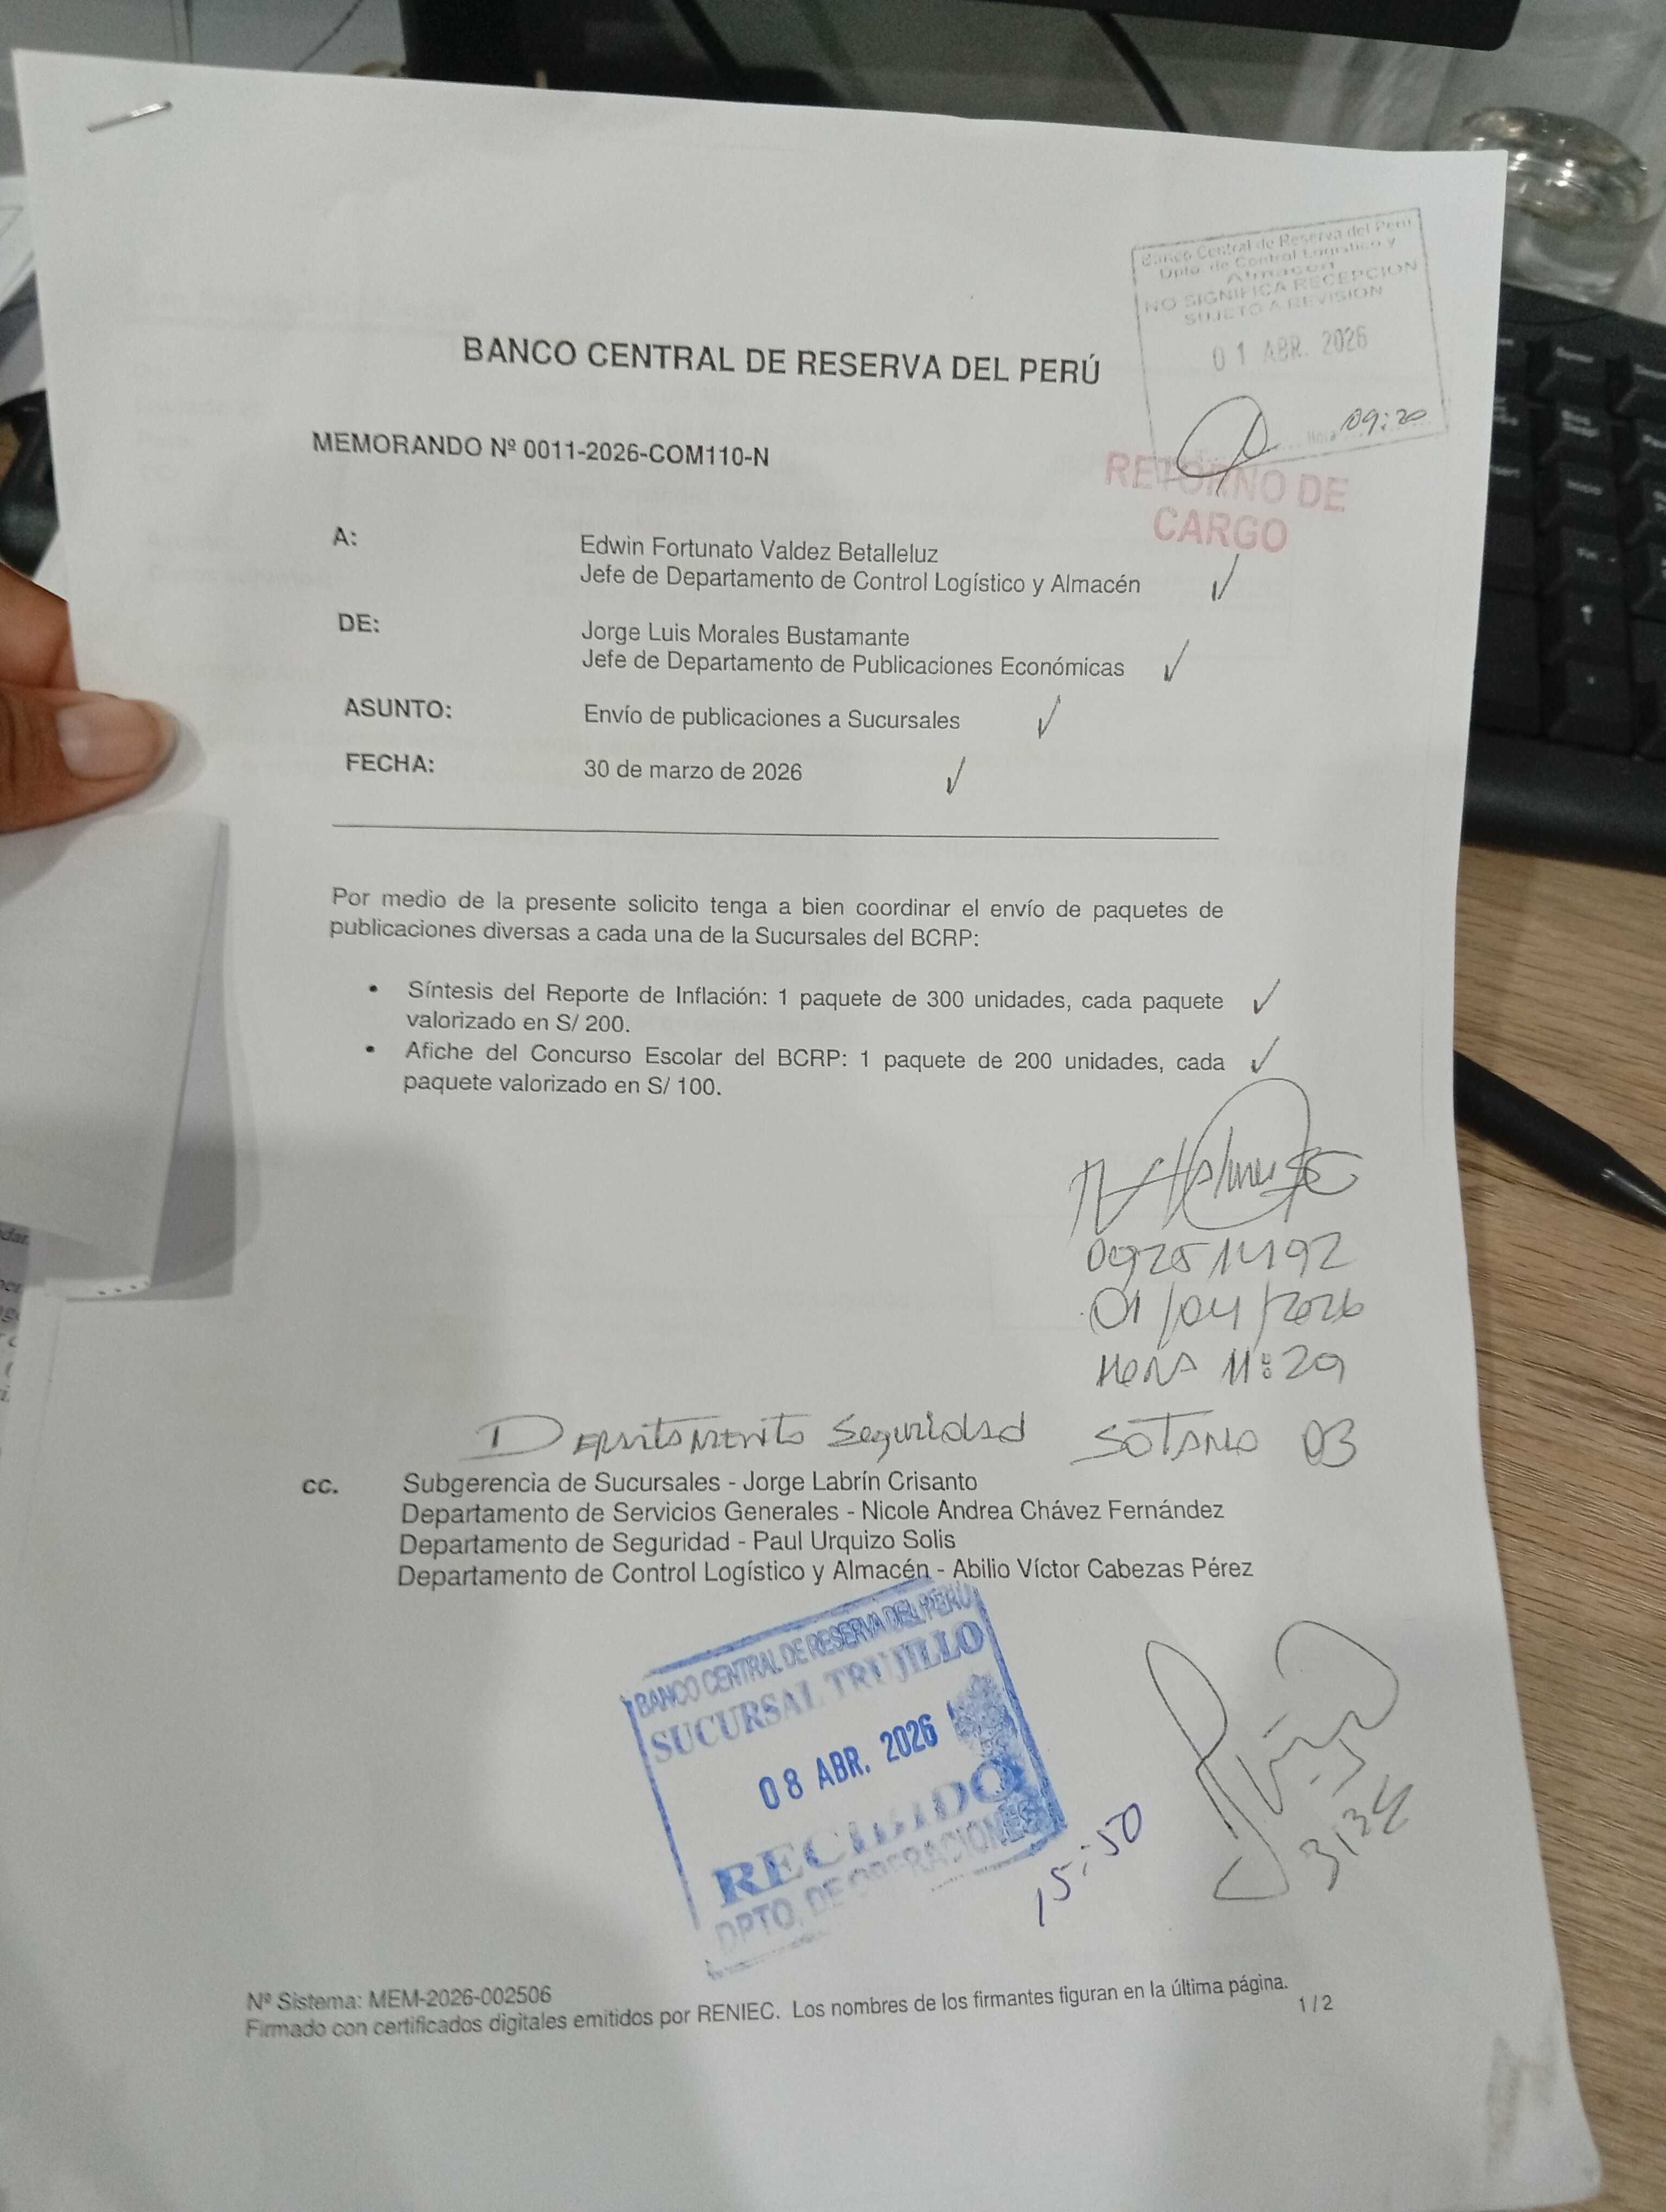 Banco Central de Reserva del Perú
Dpto. de Control Logístico y
Almacén
NO SIGNIFICA RECEPCION
SUJETO A REVISION
01 ABR. 2026
Hora 09:20
BANCO CENTRAL DE RESERVA DEL PERÚ
MEMORANDO Nº 0011-2026-COM110-N
RETORNO DE
CARGO
A:
Edwin Fortunato Valdez Betalleluz
Jefe de Departamento de Control Logístico y Almacén
DE:
Jorge Luis Morales Bustamante
Jefe de Departamento de Publicaciones Económicas
ASUNTO:
Envío de publicaciones a Sucursales
FECHA:
30 de marzo de 2026
Por medio de la presente solicito tenga a bien coordinar el envío de paquetes de
publicaciones diversas a cada una de la Sucursales del BCRP:
• Síntesis del Reporte de Inflación: 1 paquete de 300 unidades, cada paquete
valorizado en S/ 200.
• Afiche del Concurso Escolar del BCRP: 1 paquete de 200 unidades, cada
paquete valorizado en S/ 100.
09251492
01/04/2026
HORA 11:29
DEPARTAMENTO Seguridad SOTANO 03
cc.
Subgerencia de Sucursales - Jorge Labrín Crisanto
Departamento de Servicios Generales - Nicole Andrea Chávez Fernández
Departamento de Seguridad - Paul Urquizo Solis
Departamento de Control Logístico y Almacén - Abilio Víctor Cabezas Pérez
BANCO CENTRAL DE RESERVA DEL PERÚ
SUCURSAL TRUJILLO
08 ABR. 2026
RECIBIDO
DPTO. DE OPERACIONES
15:50
Nº Sistema: MEM-2026-002506
Firmado con certificados digitales emitidos por RENIEC. Los nombres de los firmantes figuran en la última página.
1 / 2